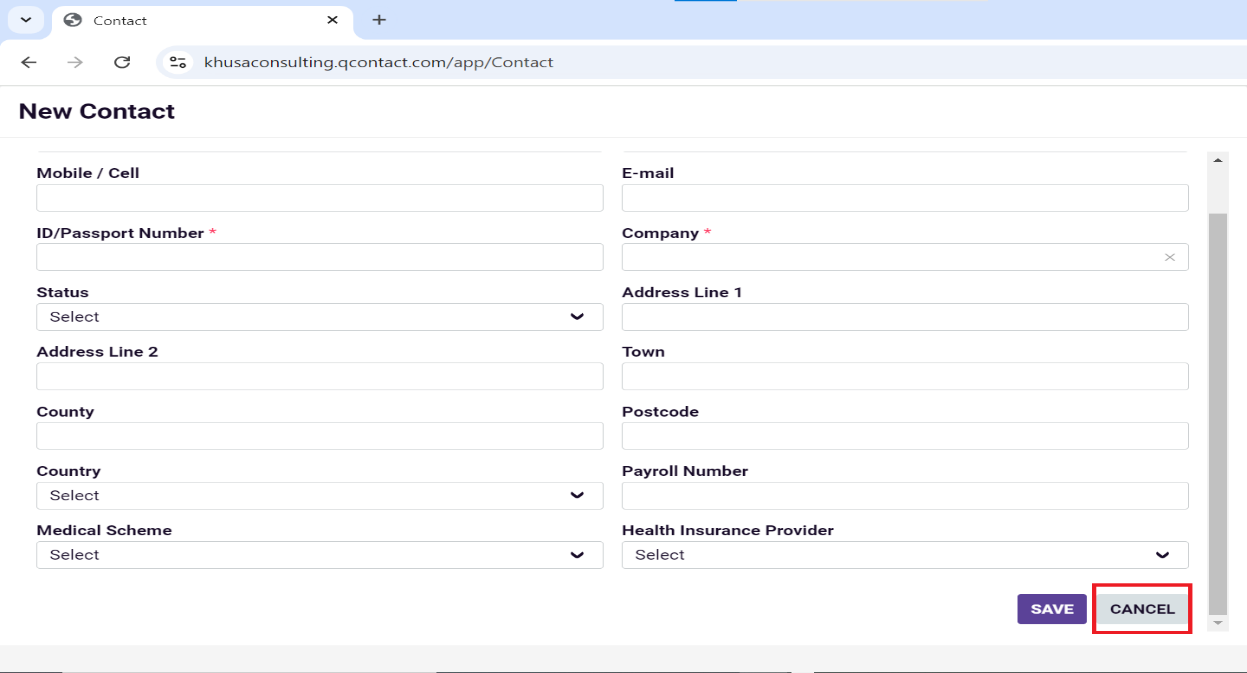 Contact
khusaconsulting.qcontact.com/app/Contact
New Contact
Mobile / Cell
E-mail
ID/Passport Number *
Company *
Status
Address Line 1
Select
Address Line 2
Town
County
Postcode
Country
Payroll Number
Select
Medical Scheme
Health Insurance Provider
Select
Select
SAVE
CANCEL